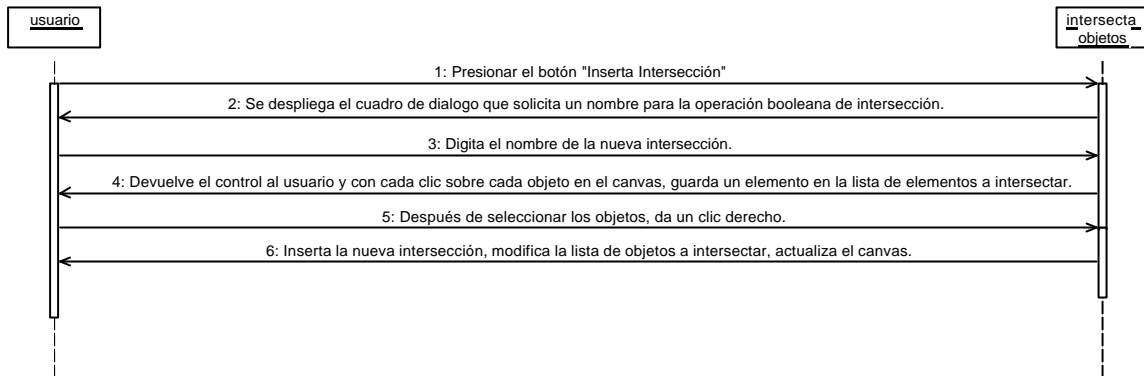 usuario
intersecta
objetos
1: Presionar el botón "Inserta Intersección"
2: Se despliega el cuadro de dialogo que solicita un nombre para la operación booleana de intersección.
3: Digita el nombre de la nueva intersección.
4: Devuelve el control al usuario y con cada clic sobre cada objeto en el canvas, guarda un elemento en la lista de elementos a intersectar.
5: Después de seleccionar los objetos, da un clic derecho.
6: Inserta la nueva intersección, modifica la lista de objetos a intersectar, actualiza el canvas.